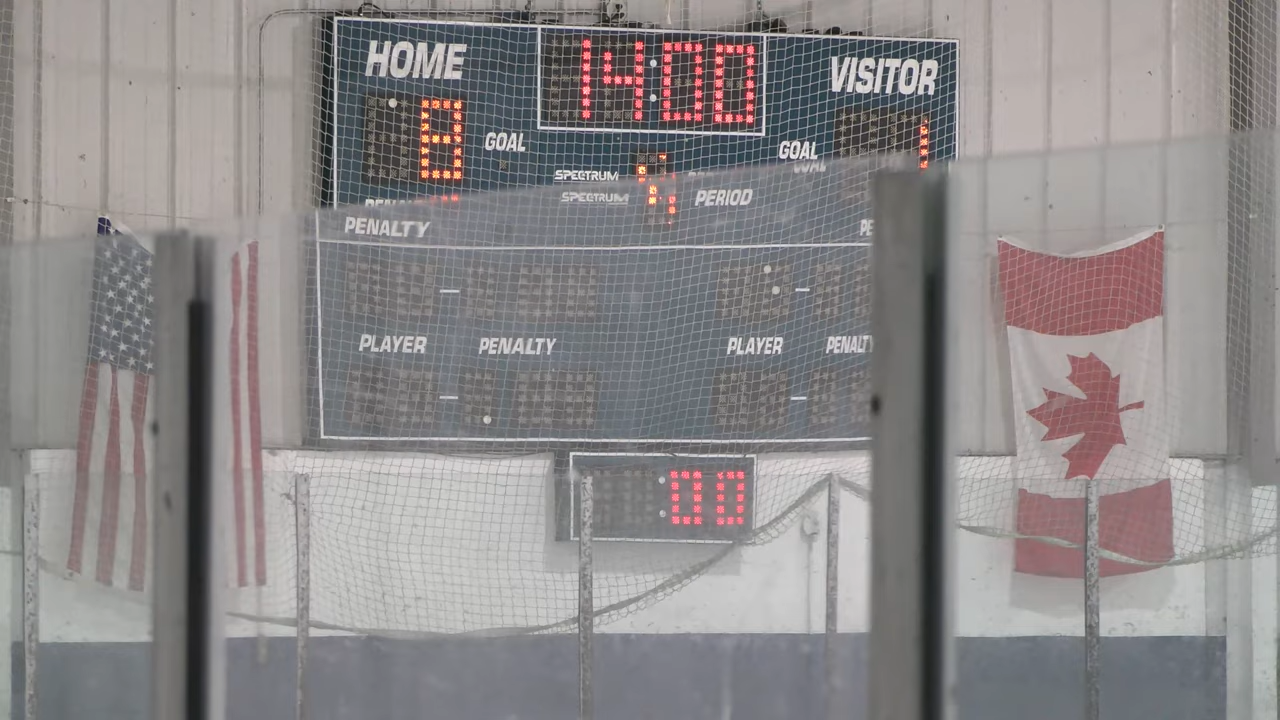 HOME 14:00 VISITOR
8 GOAL GOAL 1
SPECTRUM
SPECTRUM PERIOD
PENALTY
PLAYER PENALTY PLAYER PENALTY
:00